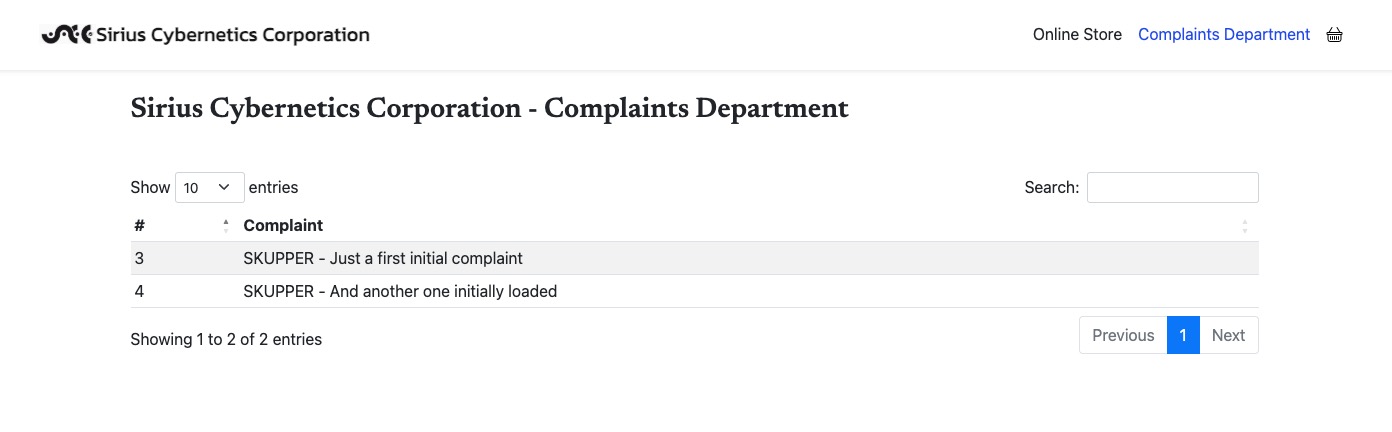 Sirius Cybernetics Corporation Online Store Complaints Department
Sirius Cybernetics Corporation - Complaints Department
Show 10 entries Search:
# Complaint
3 SKUPPER - Just a first initial complaint
4 SKUPPER - And another one initially loaded
Showing 1 to 2 of 2 entries Previous 1 Next